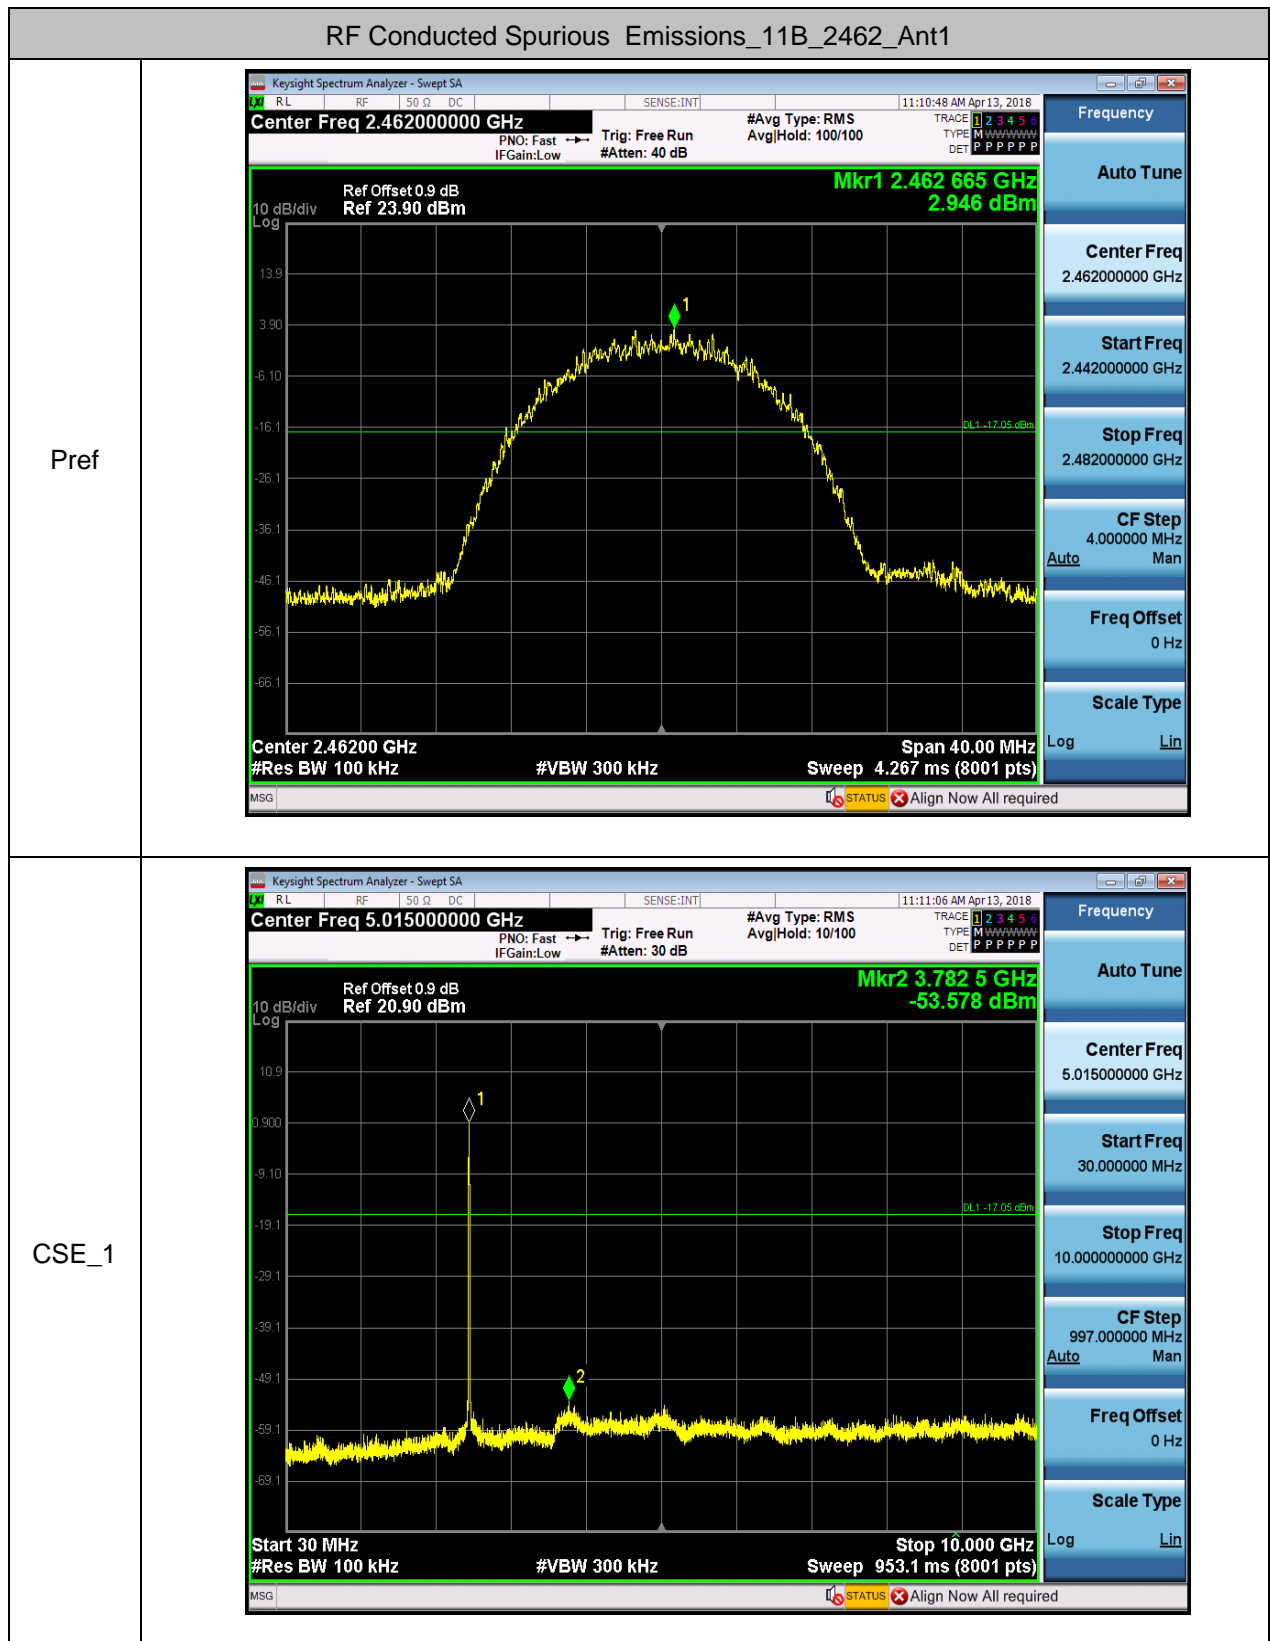 RF Conducted Spurious Emissions_11B_2462_Ant1
Pref
Keysight Spectrum Analyzer - Swept SA
LXI RL RF 50 Ω DC SENSE:INT 11:10:48 AM Apr 13, 2018
Center Freq 2.462000000 GHz
PNO: Fast
IFGain:Low
Trig: Free Run
#Atten: 40 dB
#Avg Type: RMS
Avg|Hold: 100/100
TRACE 1 2 3 4 5 6
TYPE M WWWWW
DET P P P P P P
Mkr1 2.462 665 GHz
2.946 dBm
Ref Offset 0.9 dB
10 dB/div Ref 23.90 dBm
Log
13.9
3.90
-6.10
-16.1
-26.1
-36.1
-46.1
-56.1
-66.1
1
DL1 -17.05 dBm
Center 2.46200 GHz Span 40.00 MHz
#Res BW 100 kHz #VBW 300 kHz Sweep 4.267 ms (8001 pts)
MSG STATUS Align Now All required
Frequency
Auto Tune
Center Freq
2.462000000 GHz
Start Freq
2.442000000 GHz
Stop Freq
2.482000000 GHz
CF Step
4.000000 MHz
Auto Man
Freq Offset
0 Hz
Scale Type
Log Lin
CSE_1
Keysight Spectrum Analyzer - Swept SA
LXI RL RF 50 Ω DC SENSE:INT 11:11:06 AM Apr 13, 2018
Center Freq 5.015000000 GHz
PNO: Fast
IFGain:Low
Trig: Free Run
#Atten: 30 dB
#Avg Type: RMS
Avg|Hold: 10/100
TRACE 1 2 3 4 5 6
TYPE M WWWWW
DET P P P P P P
Mkr2 3.782 5 GHz
-53.578 dBm
Ref Offset 0.9 dB
10 dB/div Ref 20.90 dBm
Log
10.9
0.900
-9.10
-19.1
-29.1
-39.1
-49.1
-59.1
-69.1
1
2
DL1 -17.05 dBm
Start 30 MHz Stop 10.000 GHz
#Res BW 100 kHz #VBW 300 kHz Sweep 953.1 ms (8001 pts)
MSG STATUS Align Now All required
Frequency
Auto Tune
Center Freq
5.015000000 GHz
Start Freq
30.000000 MHz
Stop Freq
10.000000000 GHz
CF Step
997.000000 MHz
Auto Man
Freq Offset
0 Hz
Scale Type
Log Lin